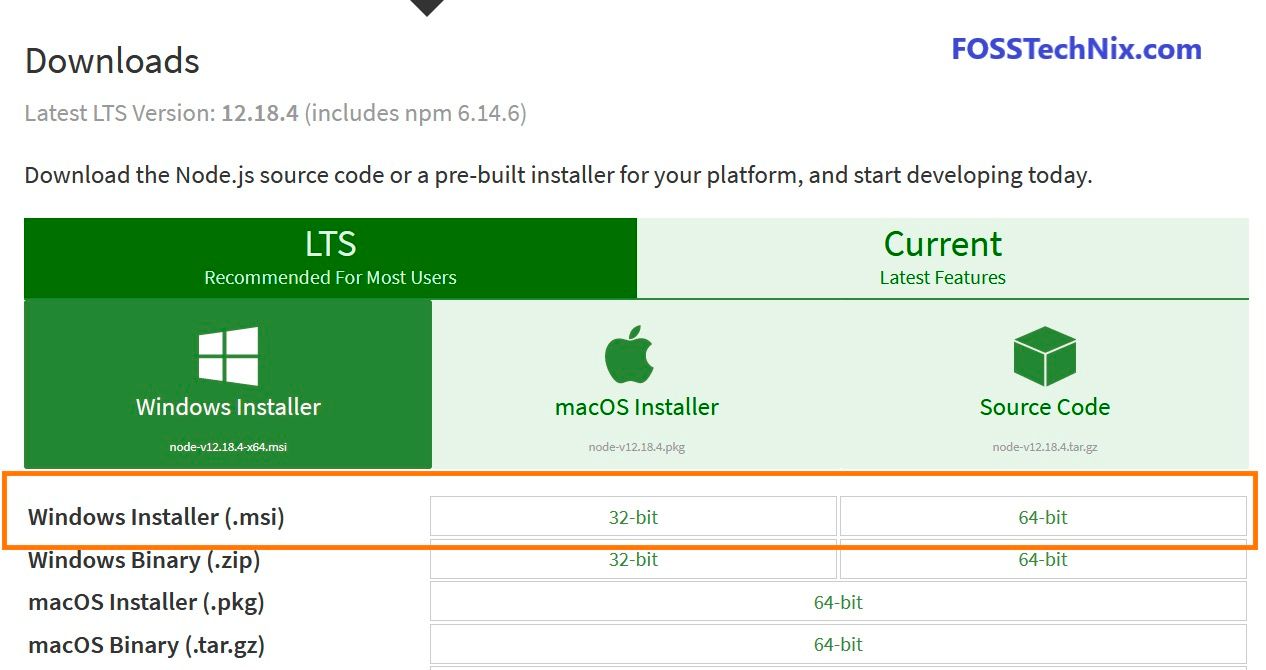 FOSSTechNix.com
Downloads
Latest LTS Version: 12.18.4 (includes npm 6.14.6)
Download the Node.js source code or a pre-built installer for your platform, and start developing today.
LTS
Recommended For Most Users
Current
Latest Features
Windows Installer
node-v12.18.4-x64.msi
macOS Installer
node-v12.18.4.pkg
Source Code
node-v12.18.4.tar.gz
Windows Installer (.msi) 32-bit 64-bit
Windows Binary (.zip) 32-bit 64-bit
macOS Installer (.pkg) 64-bit
macOS Binary (.tar.gz) 64-bit